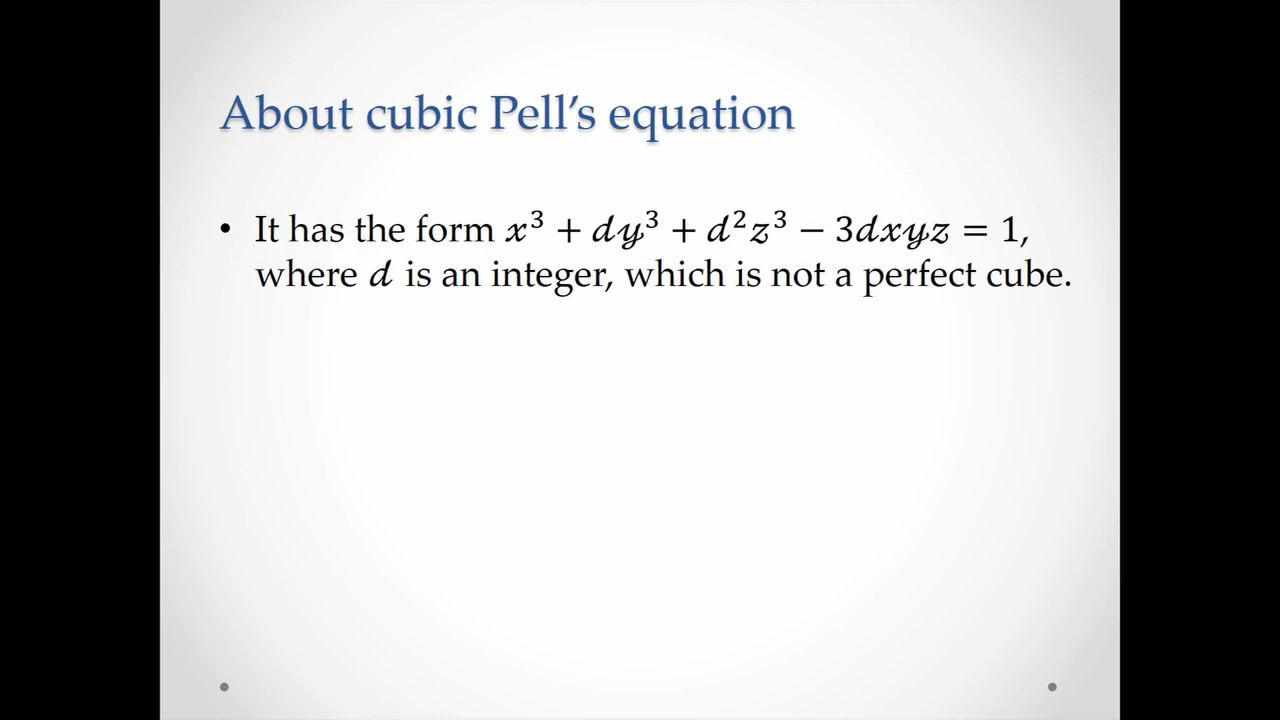 About cubic Pell’s equation
• It has the form 𝑥³ + 𝑑𝑦³ + 𝑑²𝑧³ − 3𝑑𝑥𝑦𝑧 = 1,
where 𝑑 is an integer, which is not a perfect cube.